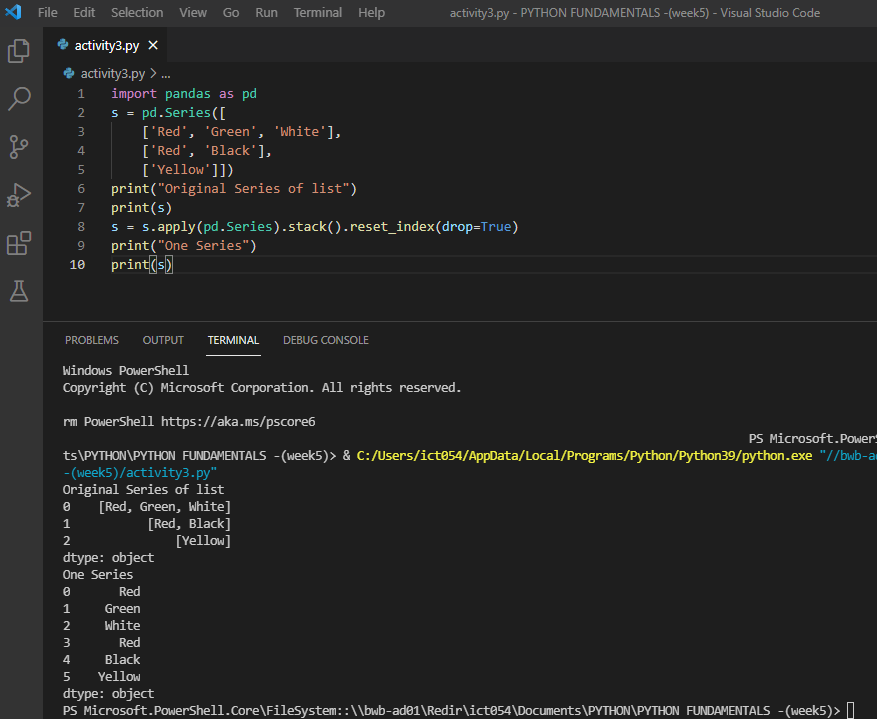 File Edit Selection View Go Run Terminal Help activity3.py - PYTHON FUNDAMENTALS -(week5) - Visual Studio Code
activity3.py
activity3.py > ...
1 import pandas as pd
2 s = pd.Series([
3     ['Red', 'Green', 'White'],
4     ['Red', 'Black'],
5     ['Yellow']])
6 print("Original Series of list")
7 print(s)
8 s = s.apply(pd.Series).stack().reset_index(drop=True)
9 print("One Series")
10 print(s)
PROBLEMS OUTPUT TERMINAL DEBUG CONSOLE
Windows PowerShell
Copyright (C) Microsoft Corporation. All rights reserved.
rm PowerShell https://aka.ms/pscore6
PS Microsoft.PowerS
ts\PYTHON\PYTHON FUNDAMENTALS -(week5)> & C:/Users/ict054/AppData/Local/Programs/Python/Python39/python.exe "//bwb-ad
-(week5)/activity3.py"
Original Series of list
0    [Red, Green, White]
1           [Red, Black]
2               [Yellow]
dtype: object
One Series
0       Red
1     Green
2     White
3       Red
4     Black
5    Yellow
dtype: object
PS Microsoft.PowerShell.Core\FileSystem::\\bwb-ad01\Redir\ict054\Documents\PYTHON\PYTHON FUNDAMENTALS -(week5)>